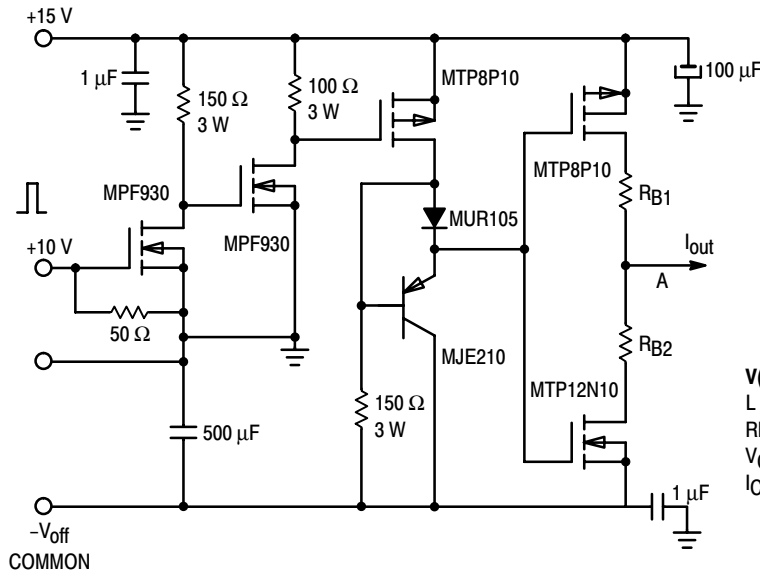 +15 V
1 μF
150 Ω
3 W
100 Ω
3 W
MTP8P10
100 μF
MPF930
MPF930
MTP8P10
RB1
MUR105
+10 V
Iout
A
50 Ω
RB2
MJE210
MTP12N10
150 Ω
3 W
500 μF
1 μF
–Voff
COMMON
L